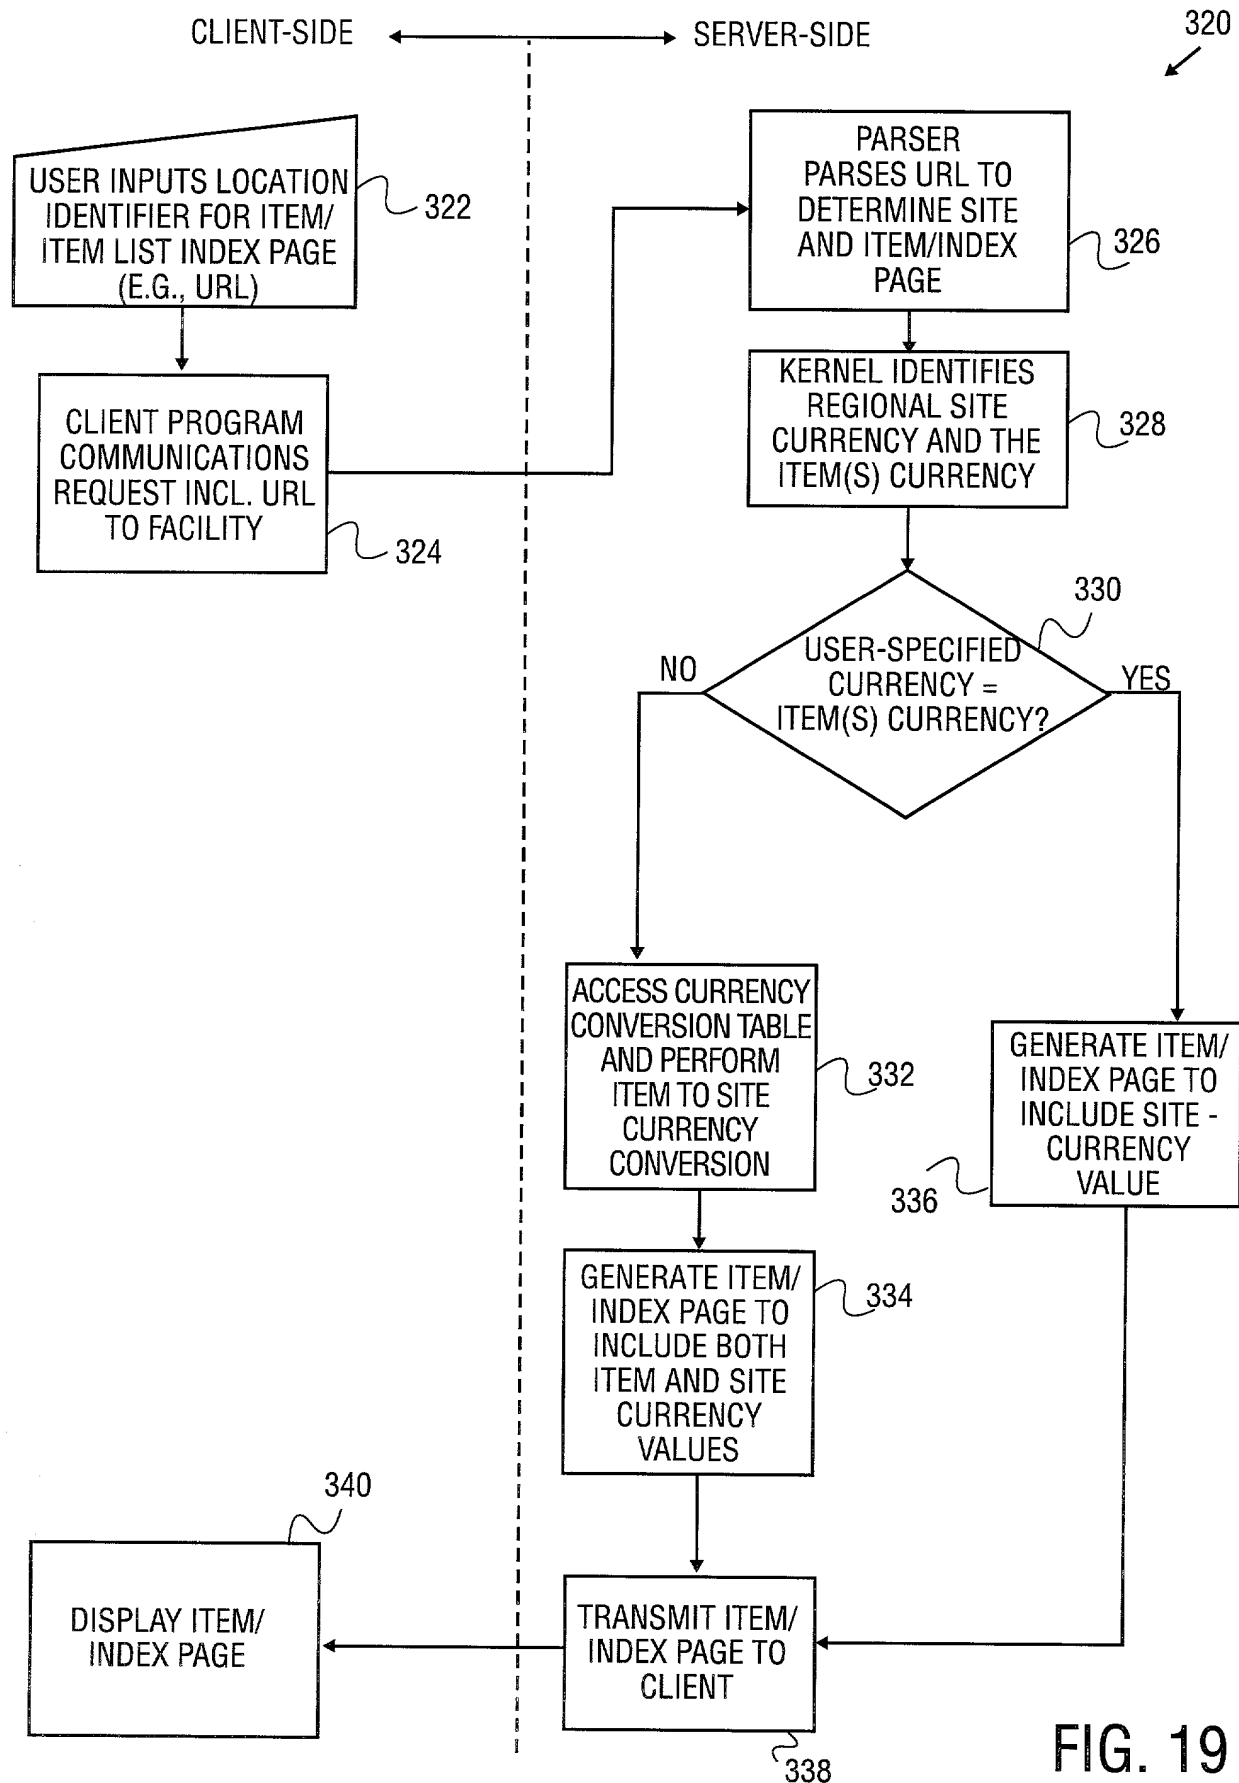 CLIENT-SIDE
SERVER-SIDE
320
USER INPUTS LOCATION
IDENTIFIER FOR ITEM/
ITEM LIST INDEX PAGE
(E.G., URL)
322
CLIENT PROGRAM
COMMUNICATIONS
REQUEST INCL. URL
TO FACILITY
324
PARSER
PARSES URL TO
DETERMINE SITE
AND ITEM/INDEX
PAGE
326
KERNEL IDENTIFIES
REGIONAL SITE
CURRENCY AND THE
ITEM(S) CURRENCY
328
330
USER-SPECIFIED
CURRENCY =
ITEM(S) CURRENCY?
NO
YES
ACCESS CURRENCY
CONVERSION TABLE
AND PERFORM
ITEM TO SITE
CURRENCY
CONVERSION
332
GENERATE ITEM/
INDEX PAGE TO
INCLUDE SITE -
CURRENCY
VALUE
336
GENERATE ITEM/
INDEX PAGE TO
INCLUDE BOTH
ITEM AND SITE
CURRENCY
VALUES
334
TRANSMIT ITEM/
INDEX PAGE TO
CLIENT
338
340
DISPLAY ITEM/
INDEX PAGE
FIG. 19